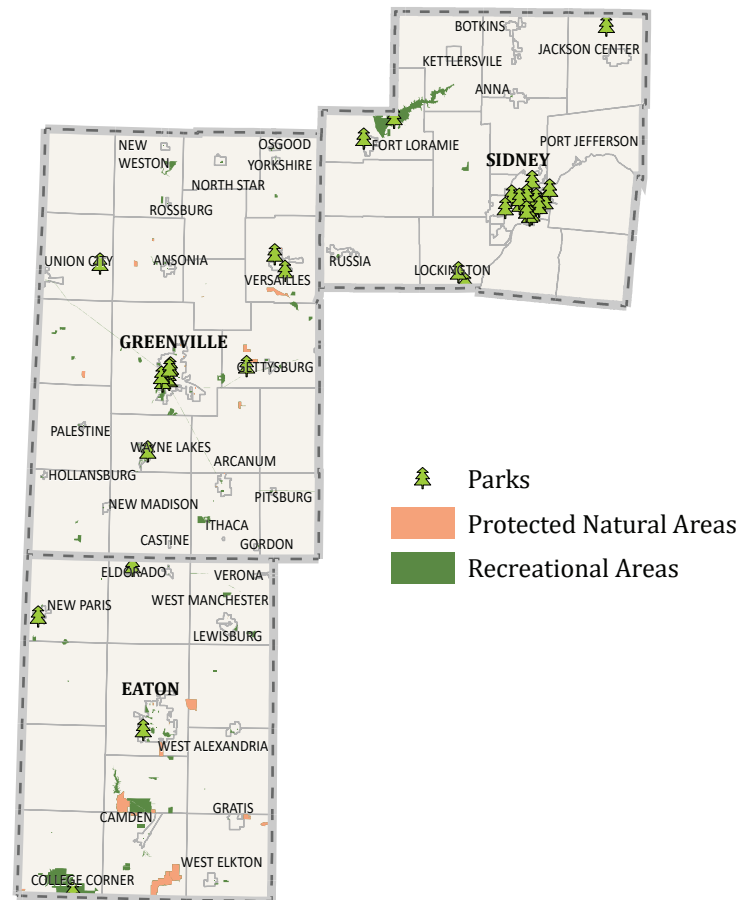 BOTKINS
JACKSON CENTER
KETTLERSVILE
ANNA
FORT LORAMIE
PORT JEFFERSON
SIDNEY
NEW
WESTON
OSGOOD
YORKSHIRE
NORTH STAR
ROSSBURG
UNION CITY
ANSONIA
VERSAILLES
RUSSIA
LOCKINGTON
GREENVILLE
GETTYSBURG
PALESTINE
WAYNE LAKES
ARCANUM
HOLLANSBURG
NEW MADISON
PITSBURG
ITHACA
CASTINE
GORDON
Parks
Protected Natural Areas
Recreational Areas
ELDORADO
VERONA
NEW PARIS
WEST MANCHESTER
LEWISBURG
EATON
WEST ALEXANDRIA
CAMDEN
GRATIS
WEST ELKTON
COLLEGE CORNER